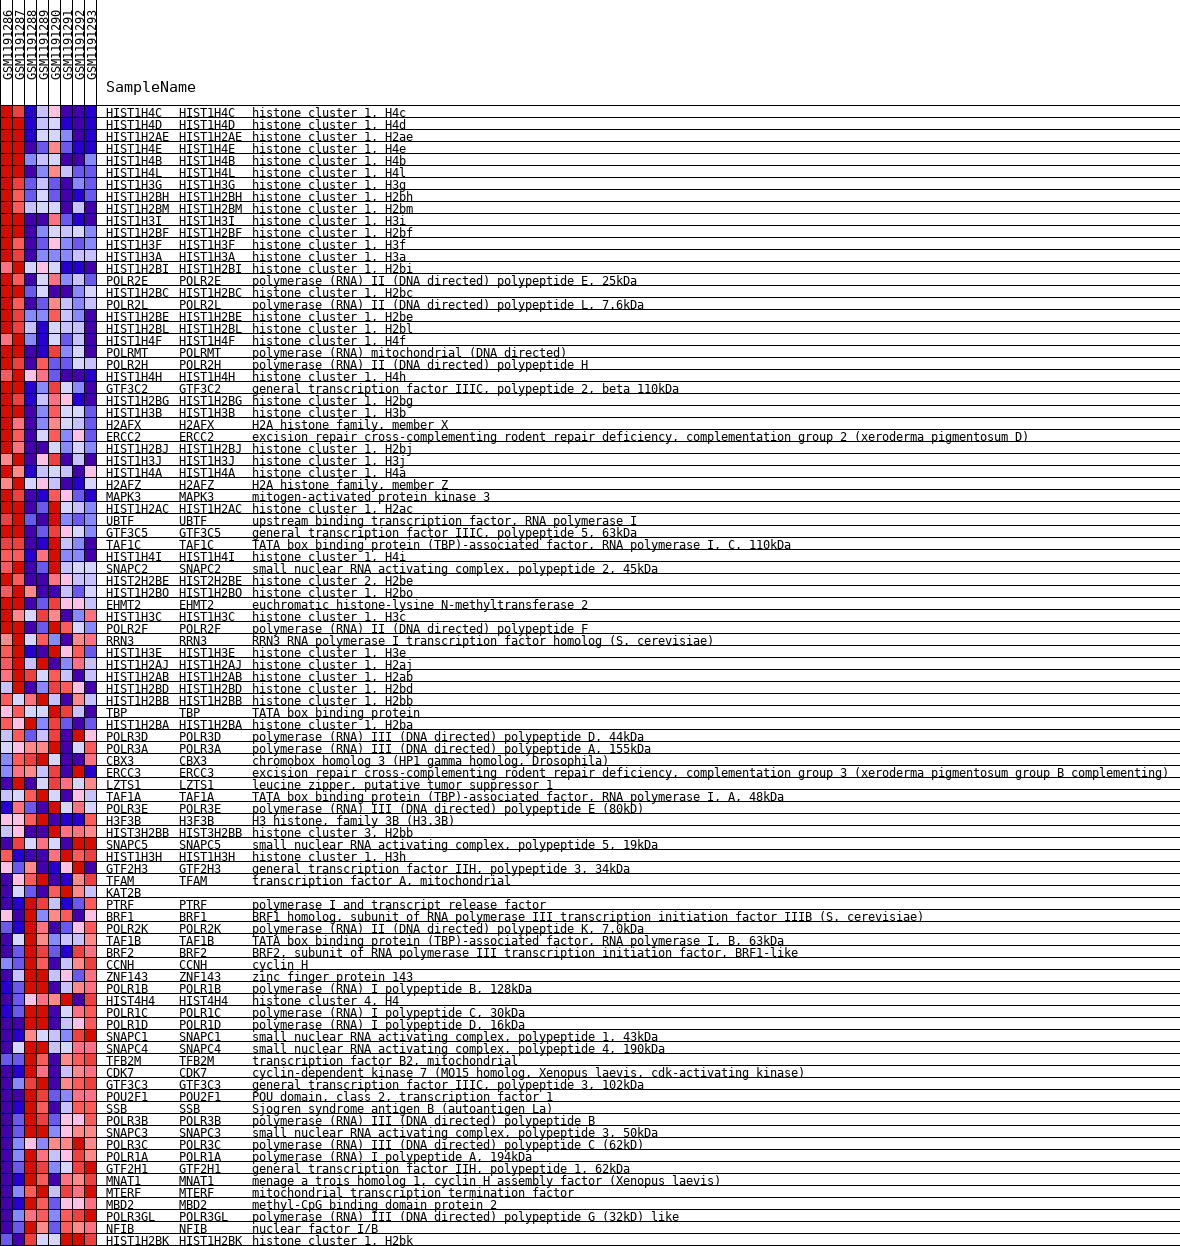 GSM1191286
GSM1191287
GSM1191288
GSM1191289
GSM1191290
GSM1191291
GSM1191292
GSM1191293
SampleName
HIST1H4C HIST1H4C histone cluster 1, H4c
HIST1H4D HIST1H4D histone cluster 1, H4d
HIST1H2AE HIST1H2AE histone cluster 1, H2ae
HIST1H4E HIST1H4E histone cluster 1, H4e
HIST1H4B HIST1H4B histone cluster 1, H4b
HIST1H4L HIST1H4L histone cluster 1, H4l
HIST1H3G HIST1H3G histone cluster 1, H3g
HIST1H2BH HIST1H2BH histone cluster 1, H2bh
HIST1H2BM HIST1H2BM histone cluster 1, H2bm
HIST1H3I HIST1H3I histone cluster 1, H3i
HIST1H2BF HIST1H2BF histone cluster 1, H2bf
HIST1H3F HIST1H3F histone cluster 1, H3f
HIST1H3A HIST1H3A histone cluster 1, H3a
HIST1H2BI HIST1H2BI histone cluster 1, H2bi
POLR2E POLR2E polymerase (RNA) II (DNA directed) polypeptide E, 25kDa
HIST1H2BC HIST1H2BC histone cluster 1, H2bc
POLR2L POLR2L polymerase (RNA) II (DNA directed) polypeptide L, 7.6kDa
HIST1H2BE HIST1H2BE histone cluster 1, H2be
HIST1H2BL HIST1H2BL histone cluster 1, H2bl
HIST1H4F HIST1H4F histone cluster 1, H4f
POLRMT POLRMT polymerase (RNA) mitochondrial (DNA directed)
POLR2H POLR2H polymerase (RNA) II (DNA directed) polypeptide H
HIST1H4H HIST1H4H histone cluster 1, H4h
GTF3C2 GTF3C2 general transcription factor IIIC, polypeptide 2, beta 110kDa
HIST1H2BG HIST1H2BG histone cluster 1, H2bg
HIST1H3B HIST1H3B histone cluster 1, H3b
H2AFX H2AFX H2A histone family, member X
ERCC2 ERCC2 excision repair cross-complementing rodent repair deficiency, complementation group 2 (xeroderma pigmentosum D)
HIST1H2BJ HIST1H2BJ histone cluster 1, H2bj
HIST1H3J HIST1H3J histone cluster 1, H3j
HIST1H4A HIST1H4A histone cluster 1, H4a
H2AFZ H2AFZ H2A histone family, member Z
MAPK3 MAPK3 mitogen-activated protein kinase 3
HIST1H2AC HIST1H2AC histone cluster 1, H2ac
UBTF UBTF upstream binding transcription factor, RNA polymerase I
GTF3C5 GTF3C5 general transcription factor IIIC, polypeptide 5, 63kDa
TAF1C TAF1C TATA box binding protein (TBP)-associated factor, RNA polymerase I, C, 110kDa
HIST1H4I HIST1H4I histone cluster 1, H4i
SNAPC2 SNAPC2 small nuclear RNA activating complex, polypeptide 2, 45kDa
HIST2H2BE HIST2H2BE histone cluster 2, H2be
HIST1H2BO HIST1H2BO histone cluster 1, H2bo
EHMT2 EHMT2 euchromatic histone-lysine N-methyltransferase 2
HIST1H3C HIST1H3C histone cluster 1, H3c
POLR2F POLR2F polymerase (RNA) II (DNA directed) polypeptide F
RRN3 RRN3 RRN3 RNA polymerase I transcription factor homolog (S. cerevisiae)
HIST1H3E HIST1H3E histone cluster 1, H3e
HIST1H2AJ HIST1H2AJ histone cluster 1, H2aj
HIST1H2AB HIST1H2AB histone cluster 1, H2ab
HIST1H2BD HIST1H2BD histone cluster 1, H2bd
HIST1H2BB HIST1H2BB histone cluster 1, H2bb
TBP TBP TATA box binding protein
HIST1H2BA HIST1H2BA histone cluster 1, H2ba
POLR3D POLR3D polymerase (RNA) III (DNA directed) polypeptide D, 44kDa
POLR3A POLR3A polymerase (RNA) III (DNA directed) polypeptide A, 155kDa
CBX3 CBX3 chromobox homolog 3 (HP1 gamma homolog, Drosophila)
ERCC3 ERCC3 excision repair cross-complementing rodent repair deficiency, complementation group 3 (xeroderma pigmentosum group B complementing)
LZTS1 LZTS1 leucine zipper, putative tumor suppressor 1
TAF1A TAF1A TATA box binding protein (TBP)-associated factor, RNA polymerase I, A, 48kDa
POLR3E POLR3E polymerase (RNA) III (DNA directed) polypeptide E (80kD)
H3F3B H3F3B H3 histone, family 3B (H3.3B)
HIST3H2BB HIST3H2BB histone cluster 3, H2bb
SNAPC5 SNAPC5 small nuclear RNA activating complex, polypeptide 5, 19kDa
HIST1H3H HIST1H3H histone cluster 1, H3h
GTF2H3 GTF2H3 general transcription factor IIH, polypeptide 3, 34kDa
TFAM TFAM transcription factor A, mitochondrial
KAT2B
PTRF PTRF polymerase I and transcript release factor
BRF1 BRF1 BRF1 homolog, subunit of RNA polymerase III transcription initiation factor IIIB (S. cerevisiae)
POLR2K POLR2K polymerase (RNA) II (DNA directed) polypeptide K, 7.0kDa
TAF1B TAF1B TATA box binding protein (TBP)-associated factor, RNA polymerase I, B, 63kDa
BRF2 BRF2 BRF2, subunit of RNA polymerase III transcription initiation factor, BRF1-like
CCNH CCNH cyclin H
ZNF143 ZNF143 zinc finger protein 143
POLR1B POLR1B polymerase (RNA) I polypeptide B, 128kDa
HIST4H4 HIST4H4 histone cluster 4, H4
POLR1C POLR1C polymerase (RNA) I polypeptide C, 30kDa
POLR1D POLR1D polymerase (RNA) I polypeptide D, 16kDa
SNAPC1 SNAPC1 small nuclear RNA activating complex, polypeptide 1, 43kDa
SNAPC4 SNAPC4 small nuclear RNA activating complex, polypeptide 4, 190kDa
TFB2M TFB2M transcription factor B2, mitochondrial
CDK7 CDK7 cyclin-dependent kinase 7 (MO15 homolog, Xenopus laevis, cdk-activating kinase)
GTF3C3 GTF3C3 general transcription factor IIIC, polypeptide 3, 102kDa
POU2F1 POU2F1 POU domain, class 2, transcription factor 1
SSB SSB Sjogren syndrome antigen B (autoantigen La)
POLR3B POLR3B polymerase (RNA) III (DNA directed) polypeptide B
SNAPC3 SNAPC3 small nuclear RNA activating complex, polypeptide 3, 50kDa
POLR3C POLR3C polymerase (RNA) III (DNA directed) polypeptide C (62kD)
POLR1A POLR1A polymerase (RNA) I polypeptide A, 194kDa
GTF2H1 GTF2H1 general transcription factor IIH, polypeptide 1, 62kDa
MNAT1 MNAT1 menage a trois homolog 1, cyclin H assembly factor (Xenopus laevis)
MTERF MTERF mitochondrial transcription termination factor
MBD2 MBD2 methyl-CpG binding domain protein 2
POLR3GL POLR3GL polymerase (RNA) III (DNA directed) polypeptide G (32kD) like
NFIB NFIB nuclear factor I/B
HIST1H2BK HIST1H2BK histone cluster 1, H2bk